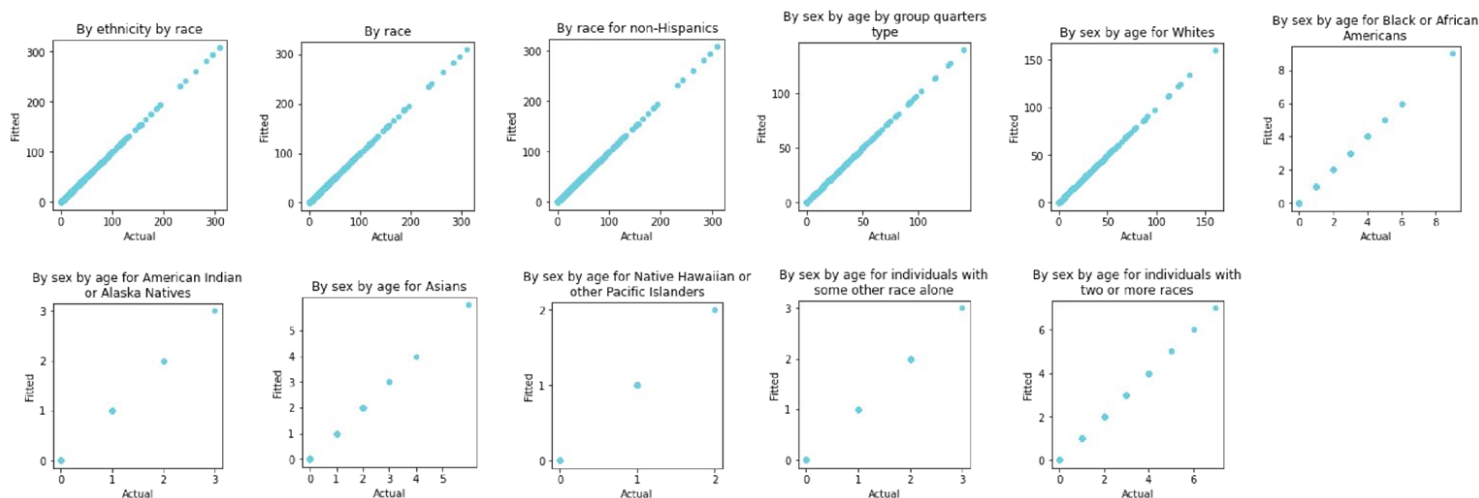 By ethnicity by race
300
200
100
0
Fitted
0 100 200 300
Actual
By race
300
200
100
0
Fitted
0 100 200 300
Actual
By race for non-Hispanics
300
200
100
0
Fitted
0 100 200 300
Actual
By sex by age by group quarters
type
100
50
0
Fitted
0 50 100
Actual
By sex by age for Whites
150
100
50
0
Fitted
0 50 100 150
Actual
By sex by age for Black or African
Americans
8
6
4
2
0
Fitted
0 2 4 6 8
Actual
By sex by age for American Indian
or Alaska Natives
3
2
1
0
Fitted
0 1 2 3
Actual
By sex by age for Asians
5
4
3
2
1
0
Fitted
0 1 2 3 4 5
Actual
By sex by age for Native Hawaiian or
other Pacific Islanders
2
1
0
Fitted
0 1 2
Actual
By sex by age for individuals with
some other race alone
3
2
1
0
Fitted
0 1 2 3
Actual
By sex by age for individuals with
two or more races
6
4
2
0
Fitted
0 2 4 6
Actual